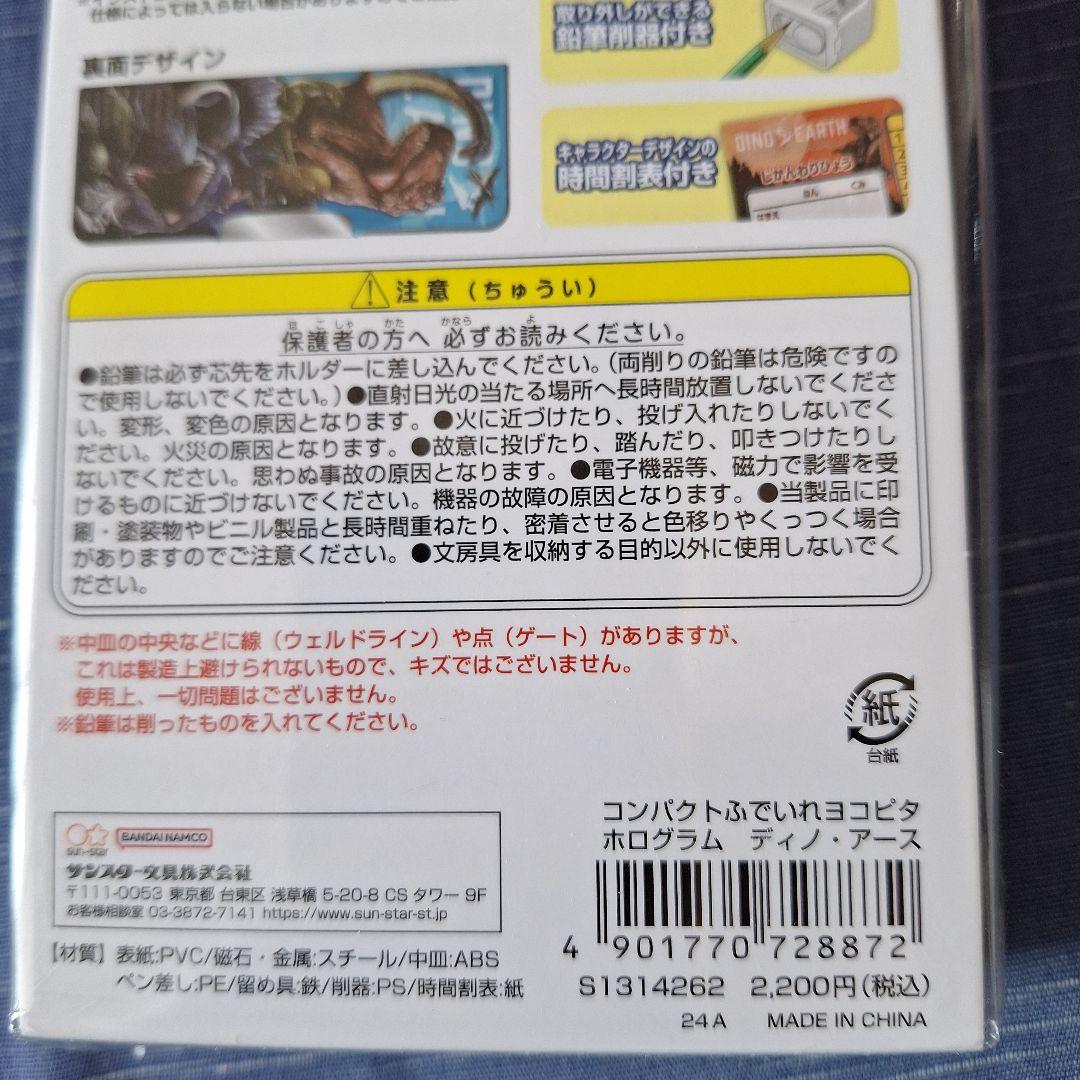 仕様によっては入らない場合がありますので
裏面デザイン
取り外しができる
鉛筆削器付き
キャラクターデザインの
時間割表付き
DINO EARTH
じかんわりひょう
ねん くみ
なまえ
注意（ちゅうい）
保護者の方へ 必ずお読みください。
●鉛筆は必ず芯先をホルダーに差し込んでください。（両削りの鉛筆は危険ですの
で使用しないでください。）●直射日光の当たる場所へ長時間放置しないでくださ
い。変形、変色の原因となります。●火に近づけたり、投げ入れたりしないでく
ださい。火災の原因となります。●故意に投げたり、踏んだり、叩きつけたりし
ないでください。思わぬ事故の原因となります。●電子機器等、磁力で影響を受
けるものに近づけないでください。機器の故障の原因となります。●当製品に印
刷・塗装物やビニル製品と長時間重ねたり、密着させると色移りやくっつく場合
がありますのでご注意ください。●文房具を収納する目的以外に使用しないでく
ださい。
※中皿の中央などに線（ウェルドライン）や点（ゲート）がありますが、
これは製造上避けられないもので、キズではございません。
使用上、一切問題はございません。
※鉛筆は削ったものを入れてください。
紙
台紙
sun-star BANDAI NAMCO
サンスター文具株式会社
〒111-0053 東京都 台東区 浅草橋 5-20-8 CS タワー 9F
お客様相談室 03-3872-7141 https://www.sun-star-st.jp
【材質】表紙:PVC/磁石・金属:スチール/中皿:ABS
ペン差し:PE/留め具:鉄/削器:PS/時間割表:紙
コンパクトふでいれヨコピタ
ホログラム ディノ・アース
4 901770 728872
S1314262 2,200円（税込）
24A MADE IN CHINA